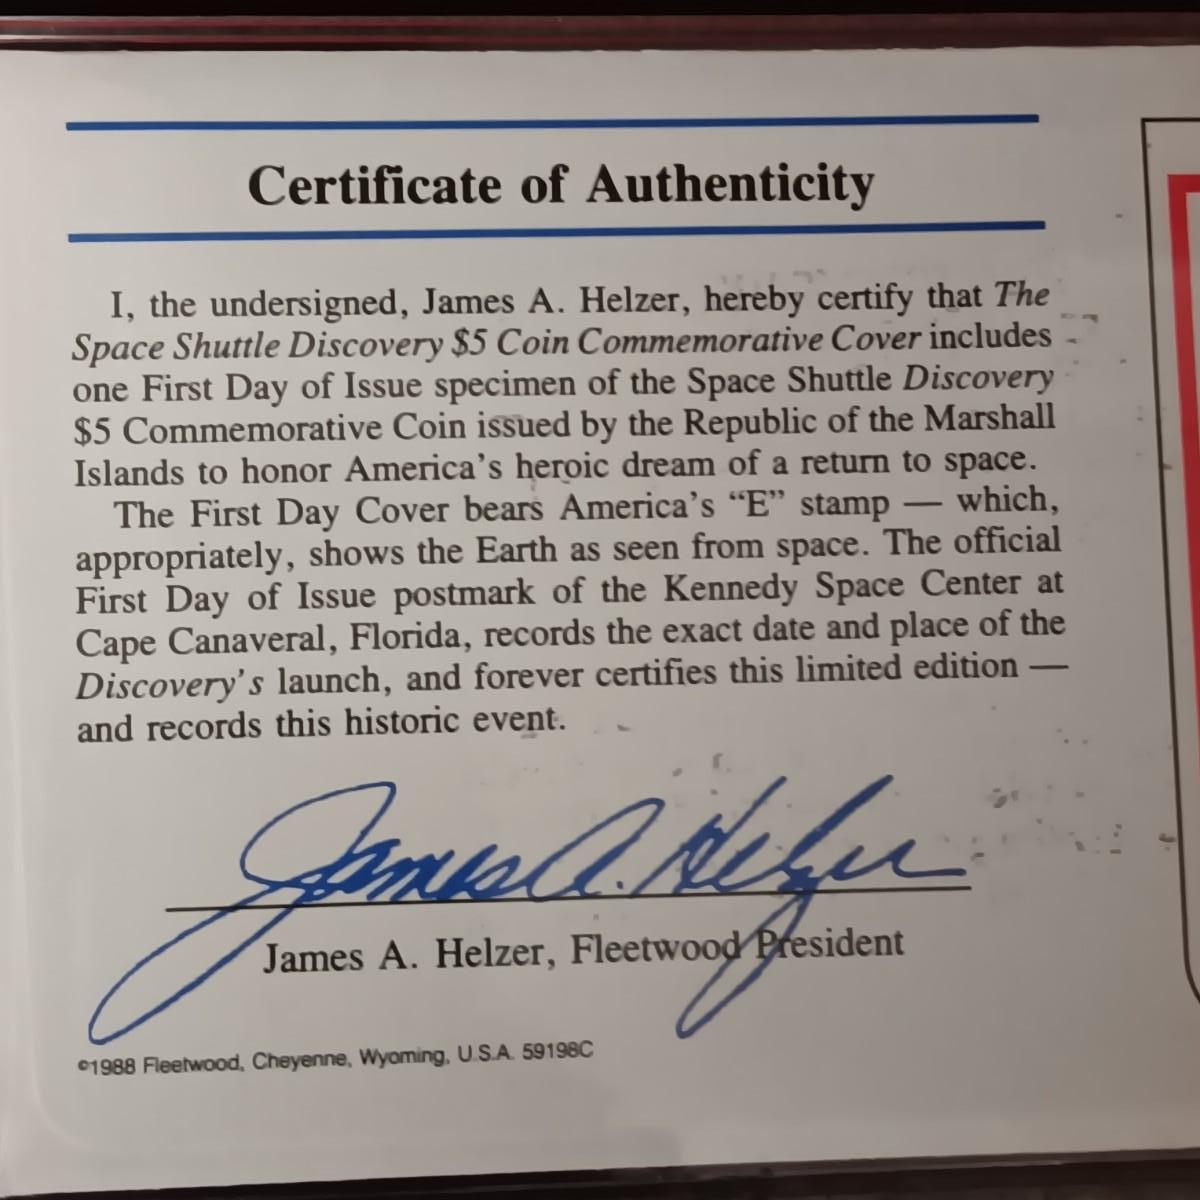 Certificate of Authenticity
I, the undersigned, James A. Helzer, hereby certify that The
Space Shuttle Discovery $5 Coin Commemorative Cover includes
one First Day of Issue specimen of the Space Shuttle Discovery
$5 Commemorative Coin issued by the Republic of the Marshall
Islands to honor America's heroic dream of a return to space.
The First Day Cover bears America's “E” stamp — which,
appropriately, shows the Earth as seen from space. The official
First Day of Issue postmark of the Kennedy Space Center at
Cape Canaveral, Florida, records the exact date and place of the
Discovery's launch, and forever certifies this limited edition —
and records this historic event.
James A. Helzer
James A. Helzer, Fleetwood President
©1988 Fleetwood, Cheyenne, Wyoming, U.S.A. 59198C